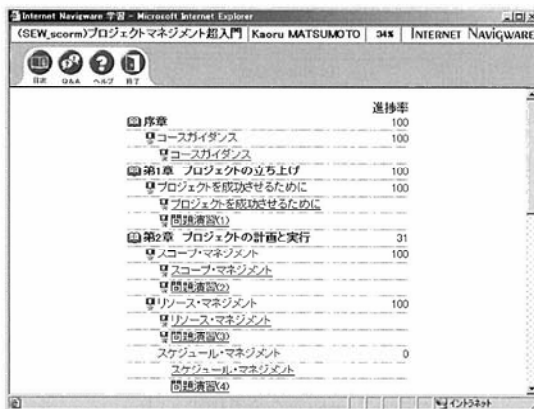 Internet Navigware 学習 - Microsoft Internet Explorer
(SEW_scorm)プロジェクトマネジメント超入門 Kaoru MATSUMOTO 34% INTERNET NAVIGWARE
目次 Q&A ヘルプ 終了
進捗率
序章 100
コースガイダンス 100
コースガイダンス
第1章 プロジェクトの立ち上げ 100
プロジェクトを成功させるために 100
プロジェクトを成功させるために
問題演習(1)
第2章 プロジェクトの計画と実行 31
スコープ・マネジメント 100
スコープ・マネジメント
問題演習(2)
リソース・マネジメント 100
リソース・マネジメント
問題演習(3)
スケジュール・マネジメント 0
スケジュール・マネジメント
問題演習(4)
イントラネット